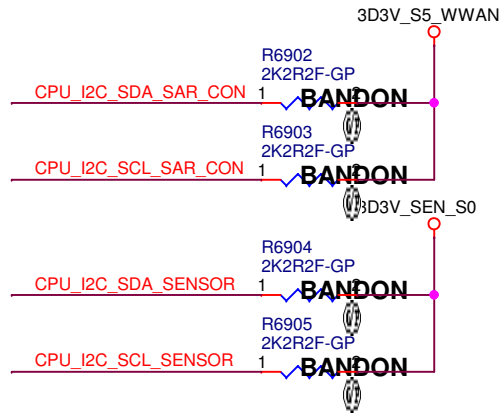 3D3V_S5_WWAN
R6902
2K2R2F-GP
CPU_I2C_SDA_SAR_CON 1 2
BANDON
R6903
2K2R2F-GP
CPU_I2C_SCL_SAR_CON 1 2
BANDON
3D3V_SEN_S0
R6904
2K2R2F-GP
CPU_I2C_SDA_SENSOR 1 2
BANDON
R6905
2K2R2F-GP
CPU_I2C_SCL_SENSOR 1 2
BANDON